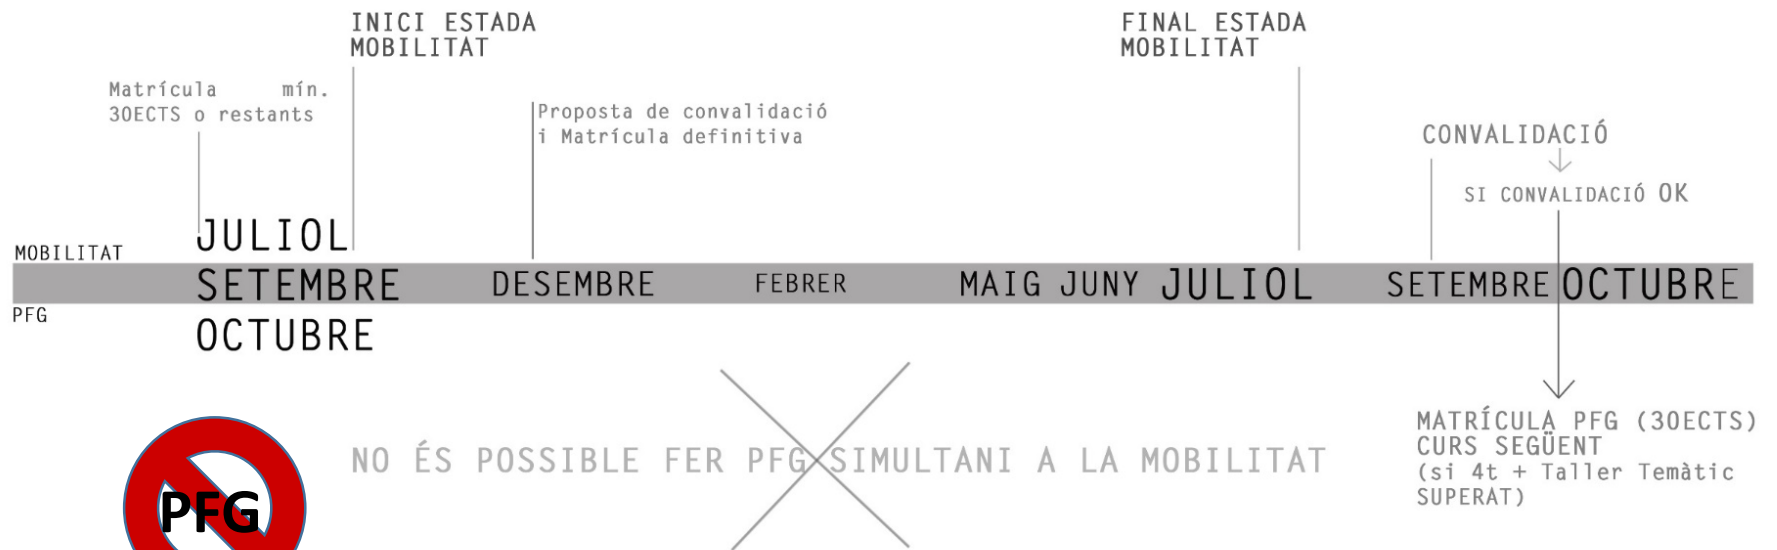 INICI ESTADA
MOBILITAT
FINAL ESTADA
MOBILITAT
Matrícula mín.
30ECTS o restants
Proposta de convalidació
i Matrícula definitiva
CONVALIDACIÓ
SI CONVALIDACIÓ OK
MOBILITAT
JULIOL
SETEMBRE DESEMBRE FEBRER MAIG JUNY JULIOL SETEMBRE OCTUBRE
PFG
OCTUBRE
MATRÍCULA PFG (30ECTS)
CURS SEGÜENT
(si 4t + Taller Temàtic
SUPERAT)
NO ÉS POSSIBLE FER PFG SIMULTANI A LA MOBILITAT
PFG